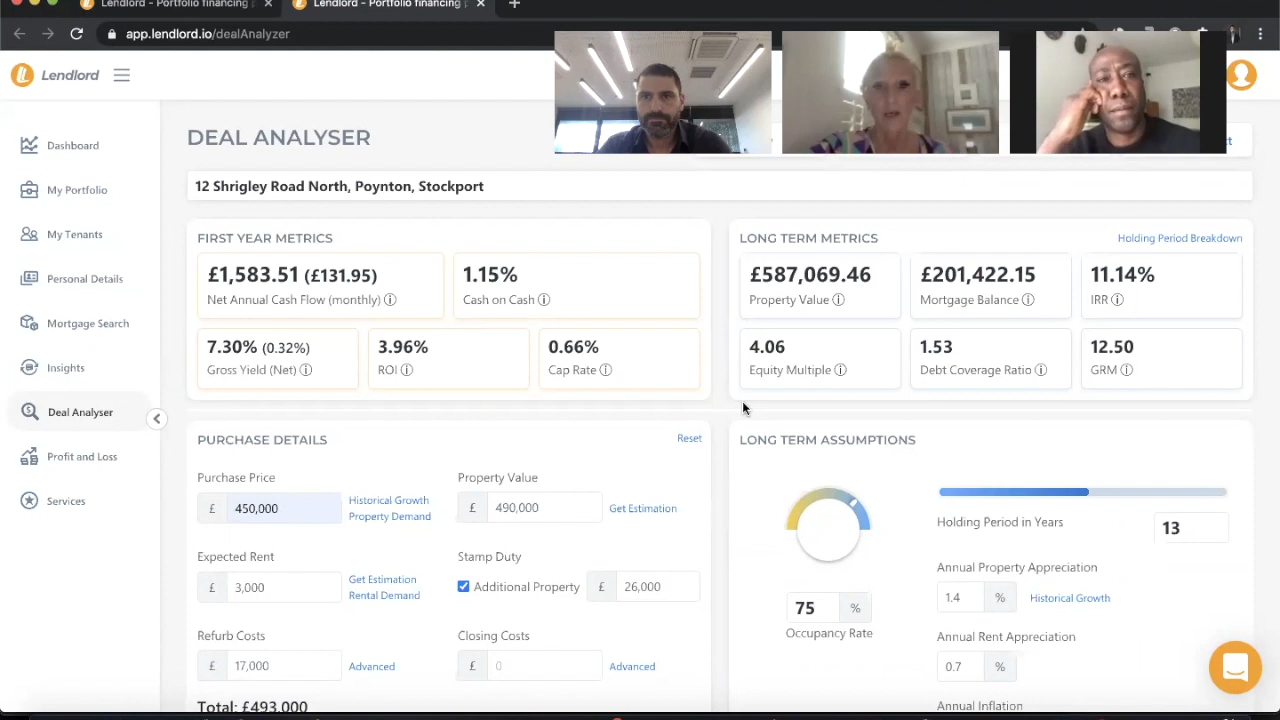 Lendlord - Portfolio financing
Lendlord - Portfolio financing
app.lendlord.io/dealAnalyzer
Lendlord
Dashboard
My Portfolio
My Tenants
Personal Details
Mortgage Search
Insights
Deal Analyser
Profit and Loss
Services
DEAL ANALYSER
12 Shrigley Road North, Poynton, Stockport
FIRST YEAR METRICS
£1,583.51 (£131.95)
Net Annual Cash Flow (monthly)
1.15%
Cash on Cash
7.30% (0.32%)
Gross Yield (Net)
3.96%
ROI
0.66%
Cap Rate
LONG TERM METRICS
Holding Period Breakdown
£587,069.46
Property Value
£201,422.15
Mortgage Balance
11.14%
IRR
4.06
Equity Multiple
1.53
Debt Coverage Ratio
12.50
GRM
PURCHASE DETAILS
Reset
Purchase Price
£ 450,000
Historical Growth
Property Demand
Property Value
£ 490,000
Get Estimation
Expected Rent
£ 3,000
Get Estimation
Rental Demand
Stamp Duty
Additional Property
£ 26,000
Refurb Costs
£ 17,000
Advanced
Closing Costs
£ 0
Advanced
Total: £493,000
LONG TERM ASSUMPTIONS
75 %
Occupancy Rate
Holding Period in Years
13
Annual Property Appreciation
1.4 %
Historical Growth
Annual Rent Appreciation
0.7 %
Annual Inflation